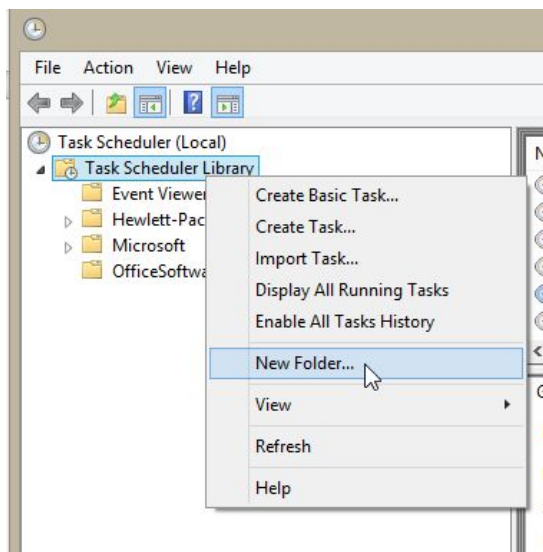 File Action View Help
Task Scheduler (Local)
Task Scheduler Library
Event Viewer
Hewlett-Pac
Microsoft
OfficeSoftwa
Create Basic Task...
Create Task...
Import Task...
Display All Running Tasks
Enable All Tasks History
New Folder...
View
Refresh
Help